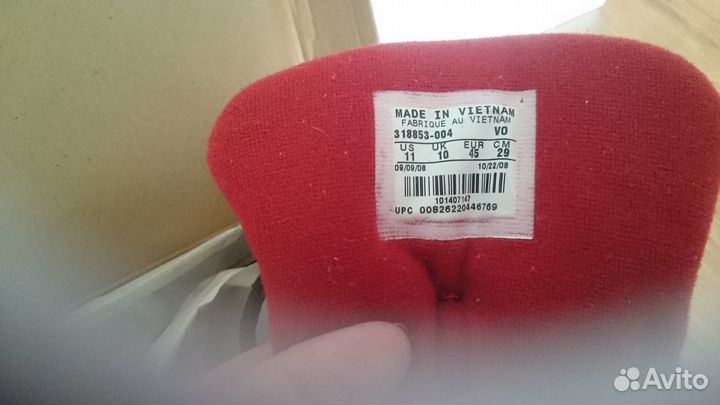 MADE IN VIETNAM
FABRIQUE AU VIETNAM
318853-004 VO
US UK EUR CM
11 10 45 29
09/09/08 10/22/08
101407147
UPC 00826220446769
Avito